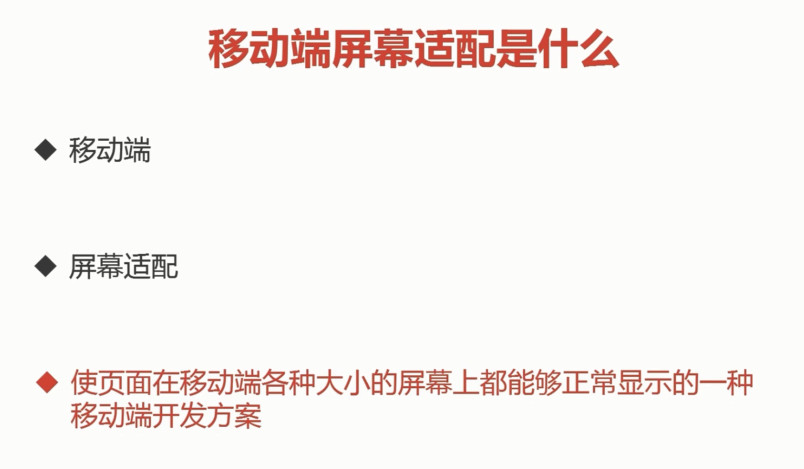 移动端屏幕适配是什么
◆ 移动端
◆ 屏幕适配
◆ 使页面在移动端各种大小的屏幕上都能够正常显示的一种
移动端开发方案